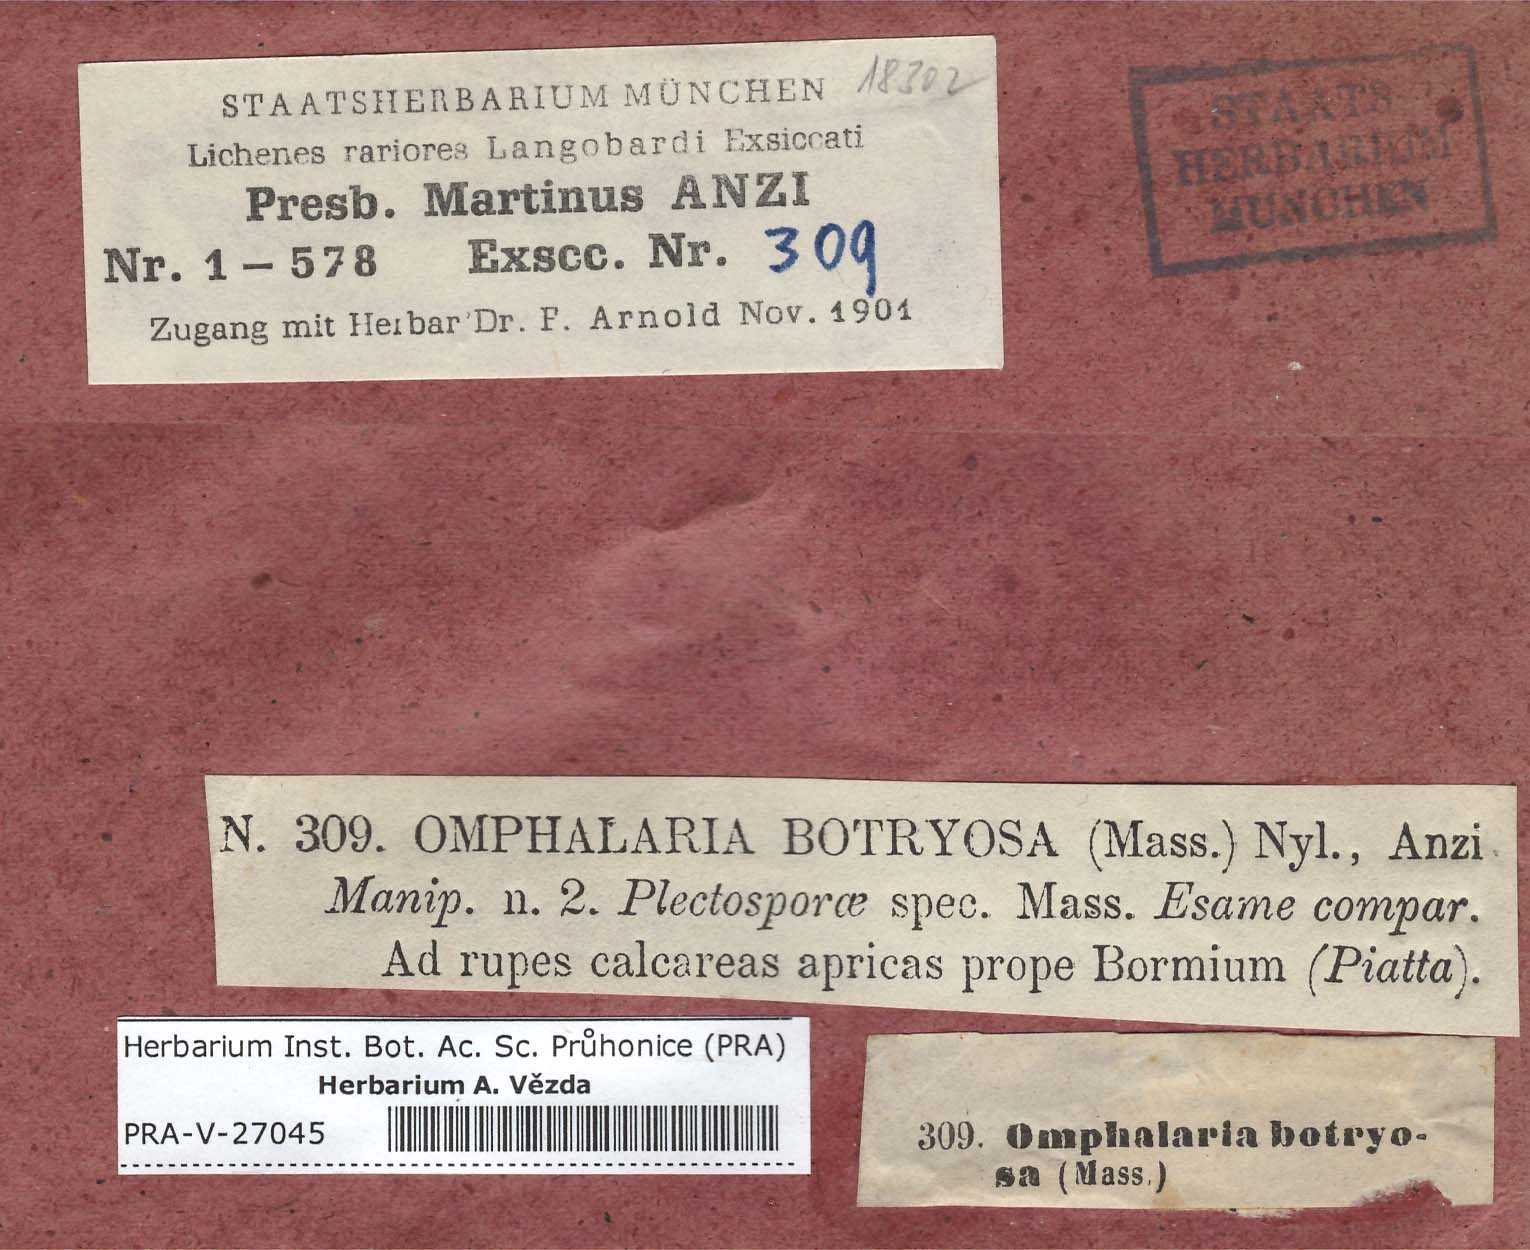 STAATSHERBARIUM MÜNCHEN 18302
Lichenes rariores Langobardi Exsiccati
Presb. Martinus ANZI
Nr. 1 – 578 Exscc. Nr. 309
Zugang mit Herbar Dr. F. Arnold Nov. 1901
STAATS
HERBARIUM
MÜNCHEN
N. 309. OMPHALARIA BOTRYOSA (Mass.) Nyl., Anzi
Manip. n. 2. Plectosporæ spec. Mass. Esame compar.
Ad rupes calcareas apricas prope Bormium (Piatta).
Herbarium Inst. Bot. Ac. Sc. Průhonice (PRA)
Herbarium A. Vězda
PRA-V-27045
309. Omphalaria botryo-
sa (Mass.)